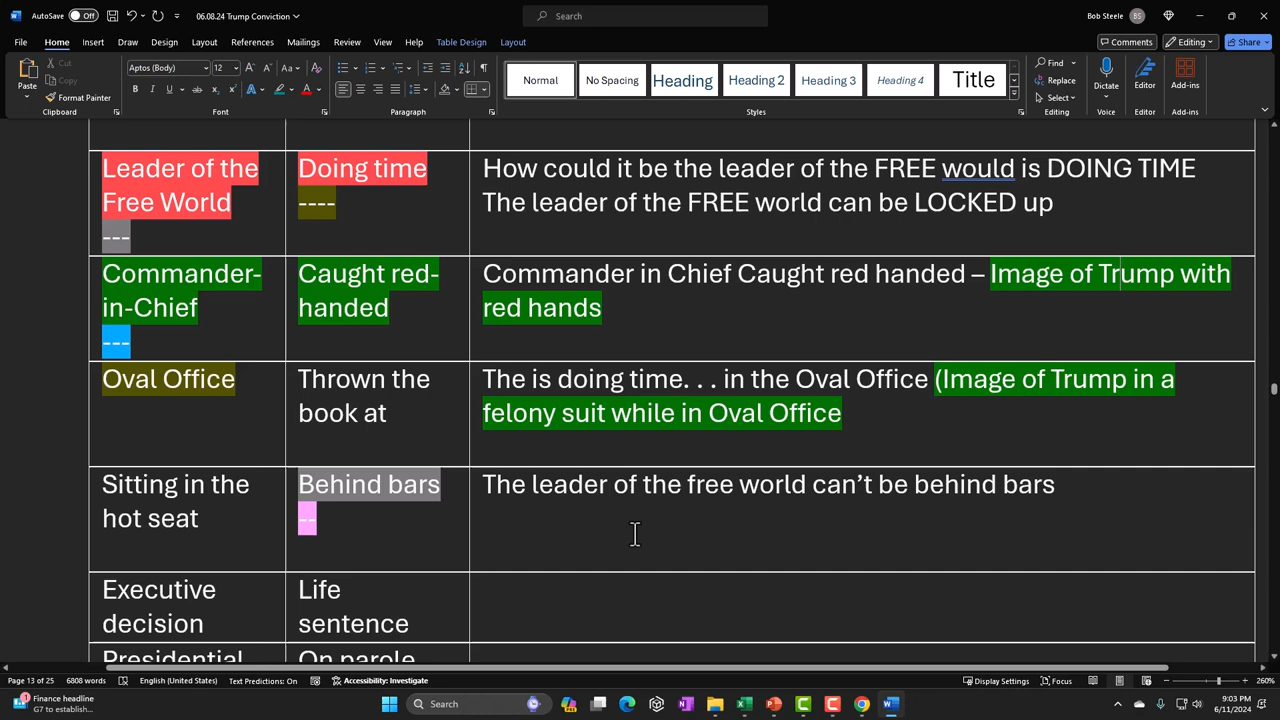 AutoSave Off 06.08.24 Trump Conviction Search Bob Steele BS
File Home Insert Draw Design Layout References Mailings Review View Help Table Design Layout Comments Editing Share
Paste Cut Copy Format Painter Aptos (Body) 12 Normal No Spacing Heading Heading 2 Heading 3 Heading 4 Title Find Replace Select Dictate Editor Add-ins
Clipboard Font Paragraph Styles Editing Voice Editor Add-ins
Leader of the Doing time How could it be the leader of the FREE would is DOING TIME
Free World ---- The leader of the FREE world can be LOCKED up
---
Commander- Caught red- Commander in Chief Caught red handed – Image of Trump with
in-Chief handed red hands
---
Oval Office Thrown the The is doing time. . . in the Oval Office (Image of Trump in a
book at felony suit while in Oval Office
Sitting in the Behind bars The leader of the free world can’t be behind bars
hot seat --
Executive Life
decision sentence
Presidential On parole
Page 13 of 25 6808 words English (United States) Text Predictions: On Accessibility: Investigate Display Settings Focus 260%
Finance headline
G7 to establish... Search 9:03 PM
6/11/2024